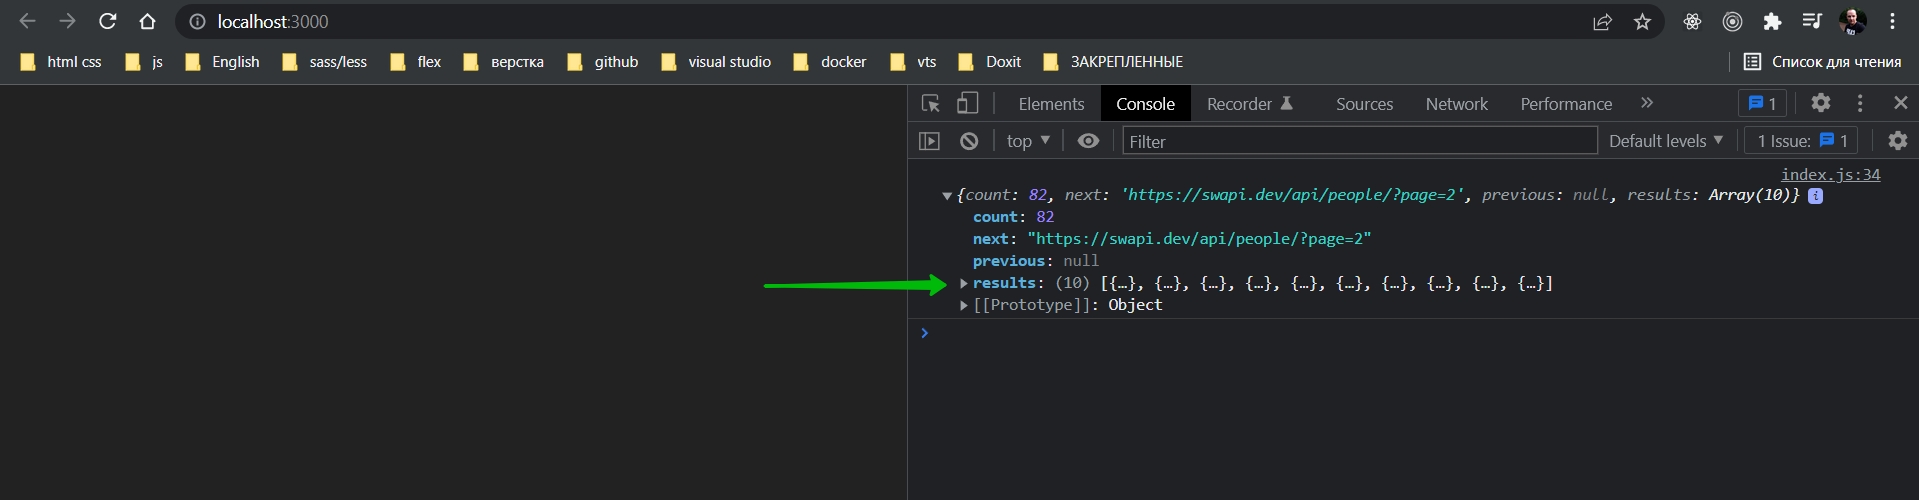 localhost:3000
html css js English sass/less flex верстка github visual studio docker vts Doxit ЗАКРЕПЛЕННЫЕ Список для чтения
Elements Console Recorder Sources Network Performance » 1
top Filter Default levels 1 Issue: 1
index.js:34
{count: 82, next: 'https://swapi.dev/api/people/?page=2', previous: null, results: Array(10)} i
count: 82
next: "https://swapi.dev/api/people/?page=2"
previous: null
results: (10) [{…}, {…}, {…}, {…}, {…}, {…}, {…}, {…}, {…}, {…}]
[[Prototype]]: Object